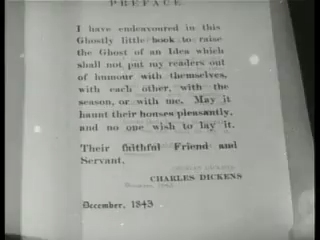 PREFACE
I have endeavoured in this
Ghostly little book to raise
the Ghost of an Idea which
shall not put my readers out
of humour with themselves,
with each other, with the
season, or with me. May it
haunt their houses pleasantly,
and no one wish to lay it.
Their faithful Friend and
Servant,
CHARLES DICKENS
December, 1843